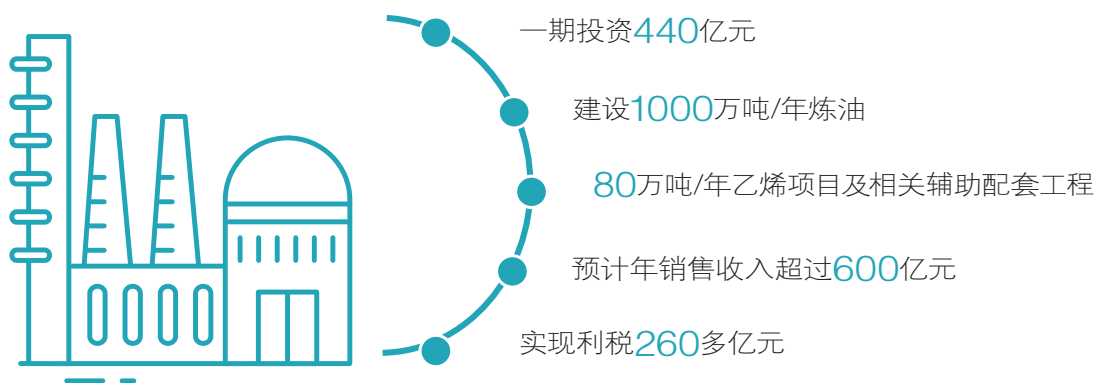 一期投资440亿元
建设1000万吨/年炼油
80万吨/年乙烯项目及相关辅助配套工程
预计年销售收入超过600亿元
实现利税260多亿元